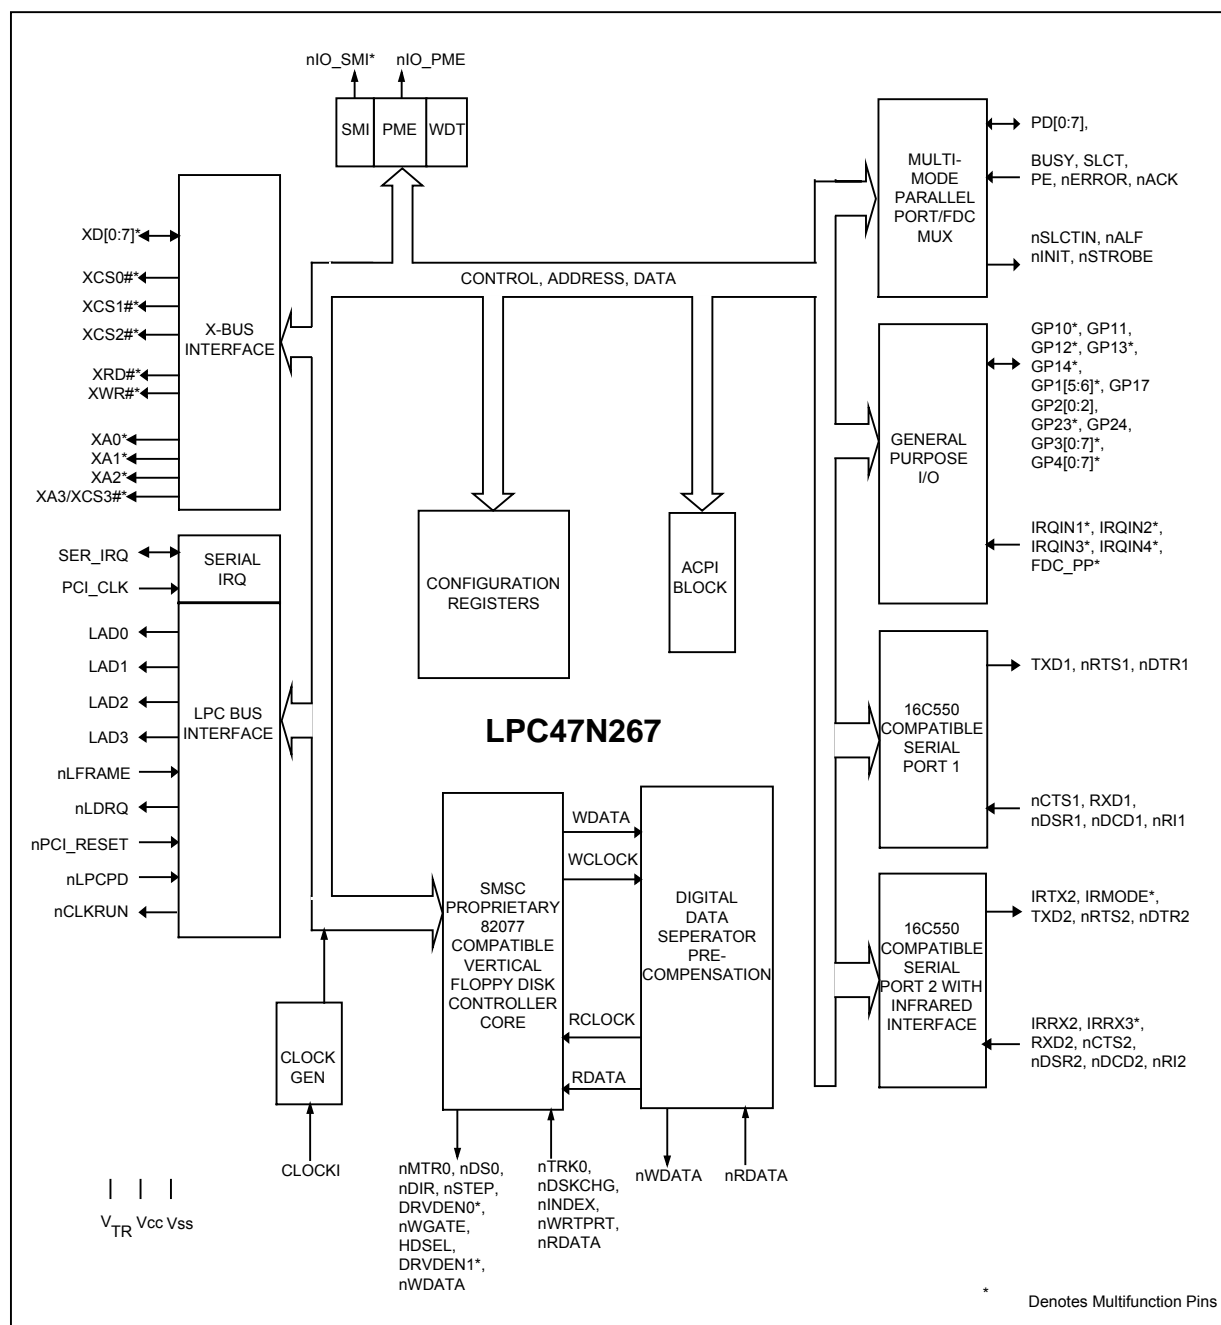 nIO_SMI*
nIO_PME
SMI
PME
WDT
XD[0:7]*
XCS0#*
XCS1#*
XCS2#*
XRD#*
XWR#*
XA0*
XA1*
XA2*
XA3/XCS3#*
X-BUS
INTERFACE
CONTROL, ADDRESS, DATA
MULTI-
MODE
PARALLEL
PORT/FDC
MUX
PD[0:7],
BUSY, SLCT,
PE, nERROR, nACK
nSLCTIN, nALF
nINIT, nSTROBE
GENERAL
PURPOSE
I/O
GP10*, GP11,
GP12*, GP13*,
GP14*,
GP1[5:6]*, GP17
GP2[0:2],
GP23*, GP24,
GP3[0:7]*,
GP4[0:7]*
IRQIN1*, IRQIN2*,
IRQIN3*, IRQIN4*,
FDC_PP*
SER_IRQ
PCI_CLK
SERIAL
IRQ
CONFIGURATION
REGISTERS
ACPI
BLOCK
LAD0
LAD1
LAD2
LAD3
nLFRAME
nLDRQ
nPCI_RESET
nLPCPD
nCLKRUN
LPC BUS
INTERFACE
LPC47N267
16C550
COMPATIBLE
SERIAL
PORT 1
TXD1, nRTS1, nDTR1
nCTS1, RXD1,
nDSR1, nDCD1, nRI1
SMSC
PROPRIETARY
82077
COMPATIBLE
VERTICAL
FLOPPY DISK
CONTROLLER
CORE
WDATA
WCLOCK
RCLOCK
RDATA
DIGITAL
DATA
SEPERATOR
PRE-
COMPENSATION
16C550
COMPATIBLE
SERIAL
PORT 2 WITH
INFRARED
INTERFACE
IRTX2, IRMODE*,
TXD2, nRTS2, nDTR2
IRRX2, IRRX3*,
RXD2, nCTS2,
nDSR2, nDCD2, nRI2
CLOCK
GEN
CLOCKI
nMTR0, nDS0,
nDIR, nSTEP,
DRVDEN0*,
nWGATE,
HDSEL,
DRVDEN1*,
nWDATA
nTRK0,
nDSKCHG,
nINDEX,
nWRTPRT,
nRDATA
nWDATA
nRDATA
VTR Vcc Vss
* Denotes Multifunction Pins